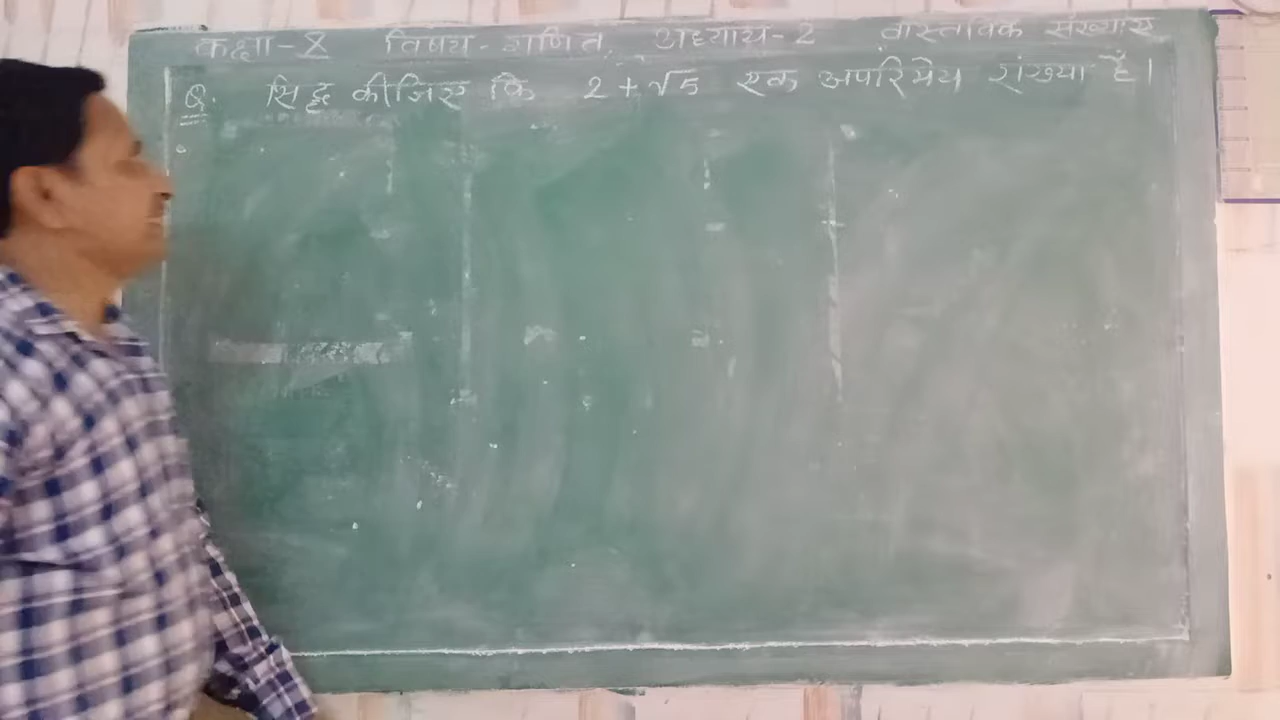 कक्षा-X विषय-गणित, अध्याय-2 वास्तविक संख्याएँ
Q. सिद्ध कीजिए कि 2+√5 एक अपरिमेय संख्या है।